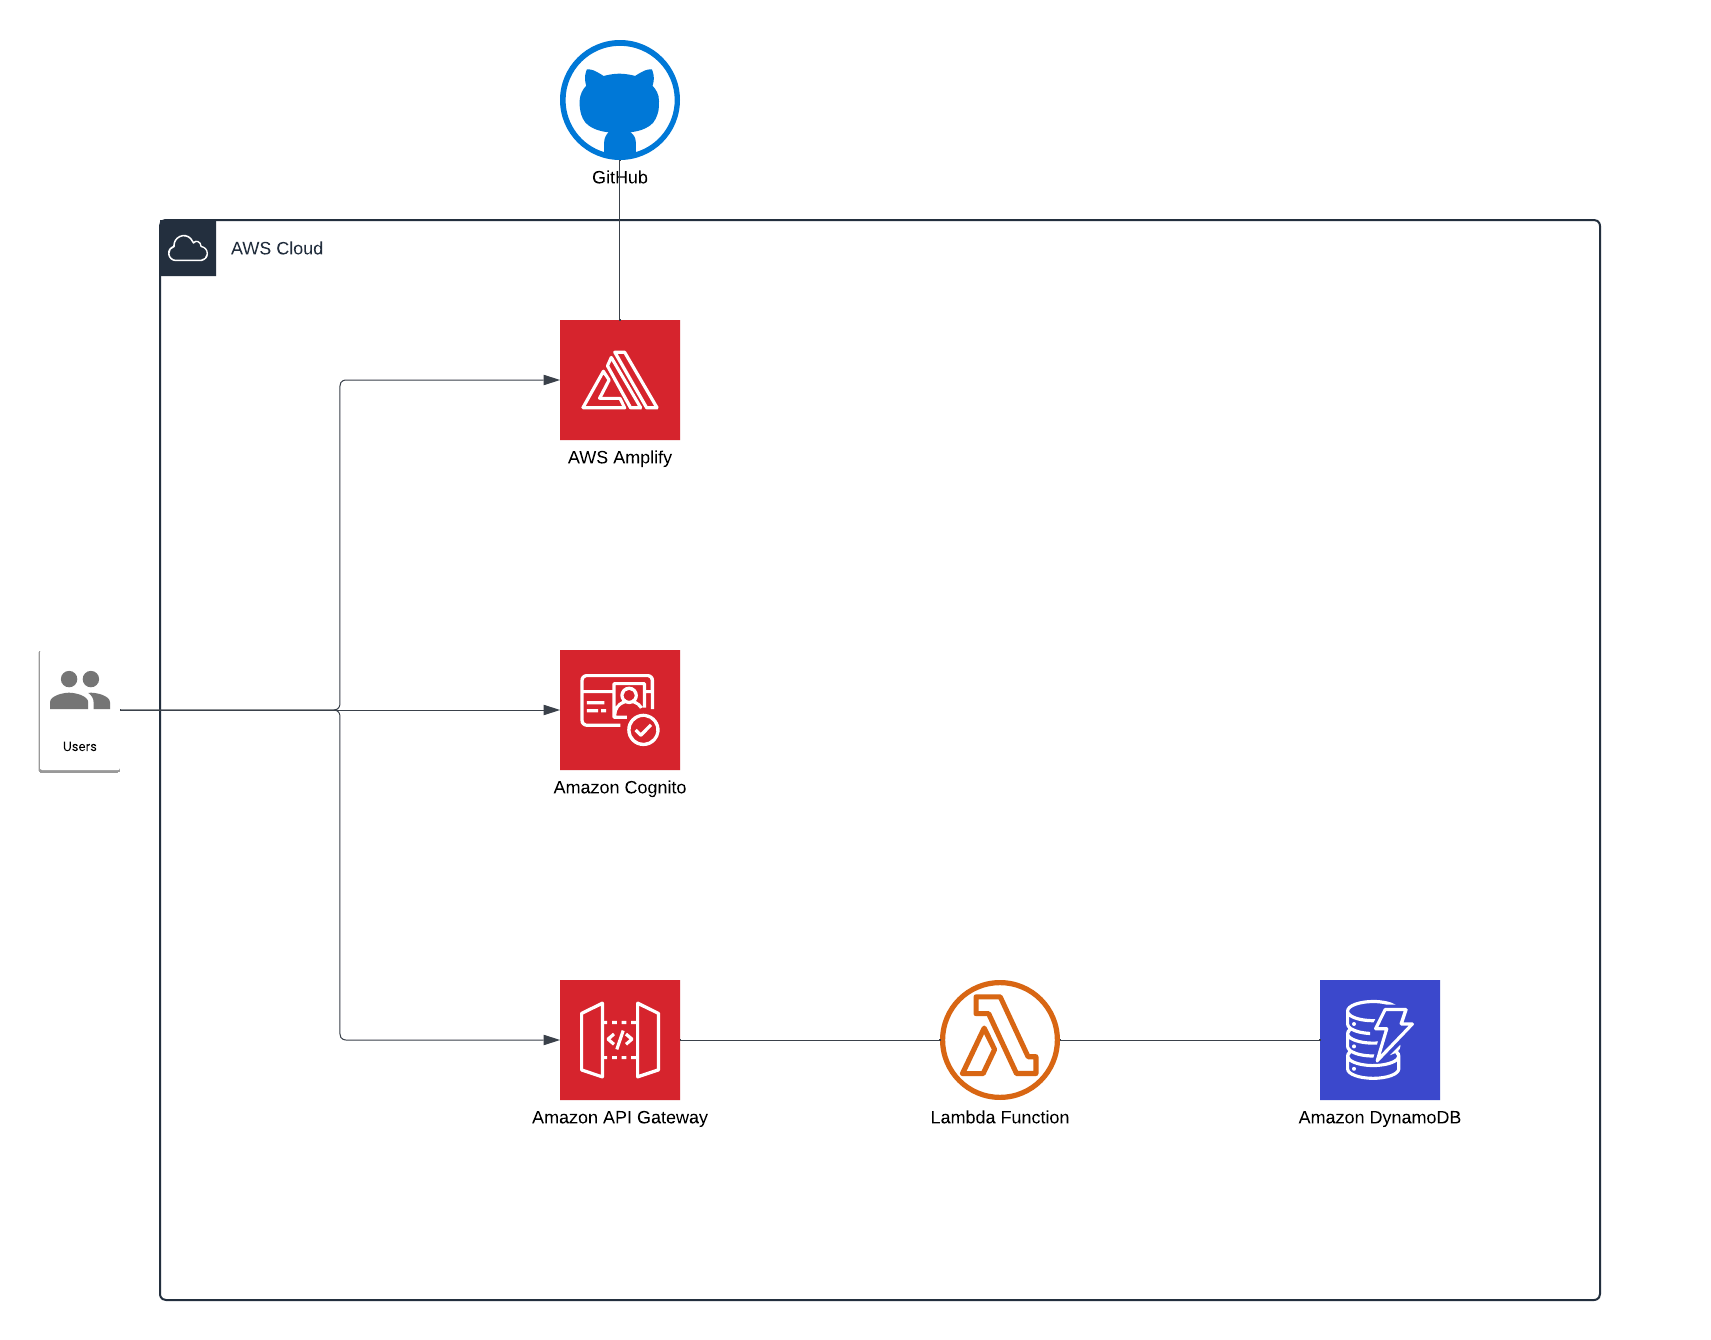 GitHub
AWS Cloud
AWS Amplify
Users
Amazon Cognito
Amazon API Gateway
Lambda Function
Amazon DynamoDB